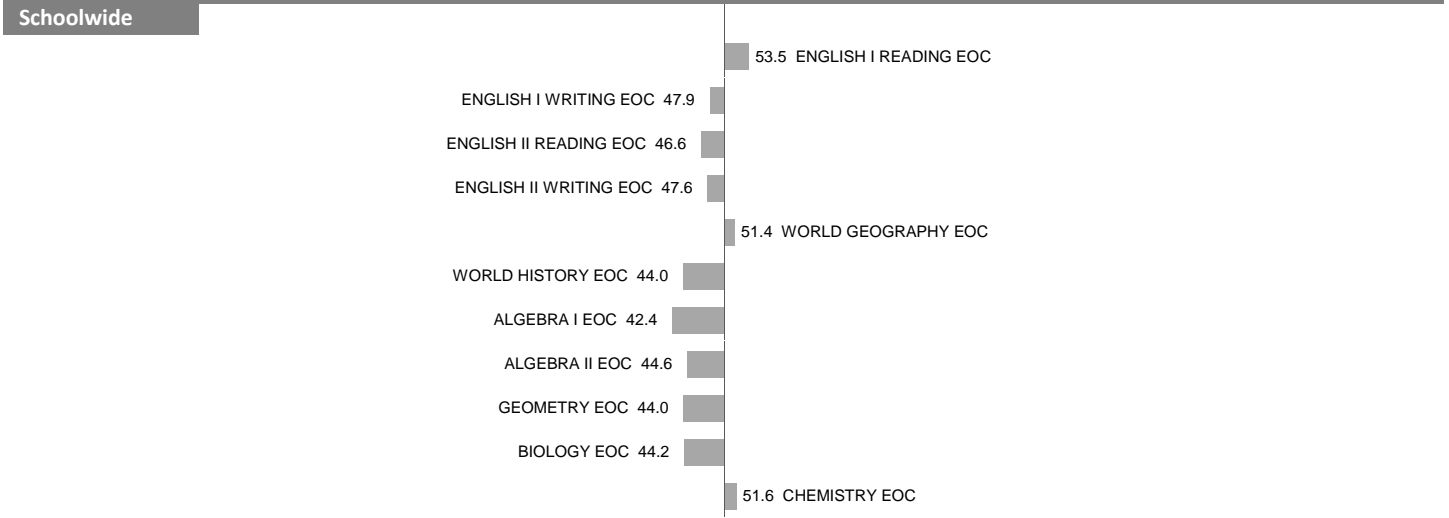 Schoolwide
53.5 ENGLISH I READING EOC
ENGLISH I WRITING EOC 47.9
ENGLISH II READING EOC 46.6
ENGLISH II WRITING EOC 47.6
51.4 WORLD GEOGRAPHY EOC
WORLD HISTORY EOC 44.0
ALGEBRA I EOC 42.4
ALGEBRA II EOC 44.6
GEOMETRY EOC 44.0
BIOLOGY EOC 44.2
51.6 CHEMISTRY EOC